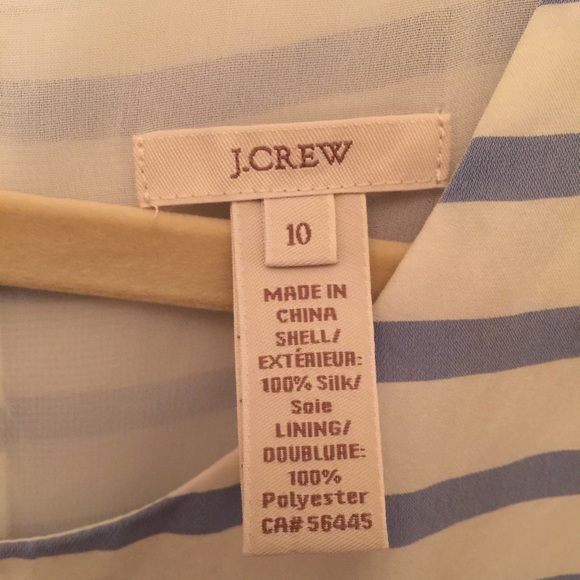 J.CREW
10
MADE IN
CHINA
SHELL/
EXTÉRIEUR:
100% Silk/
Soie
LINING/
DOUBLURE:
100%
Polyester
CA# 56445